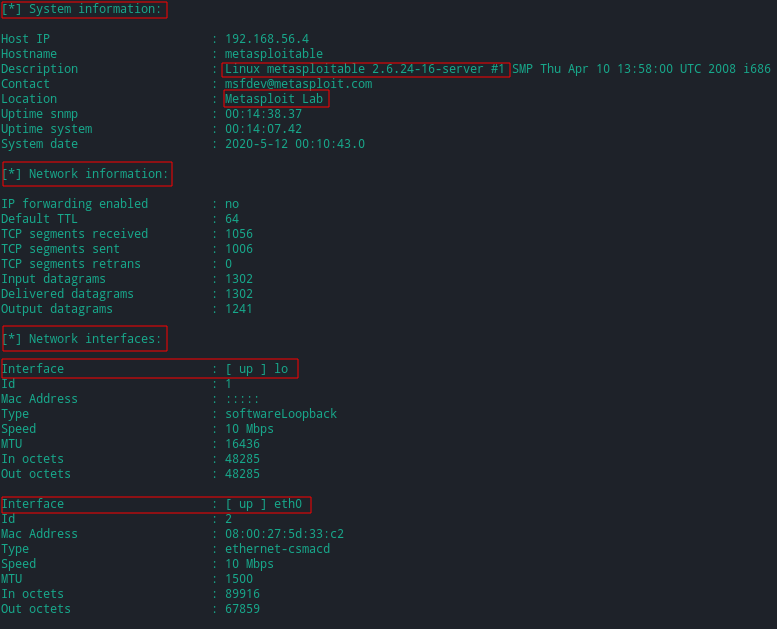 [*] System information:
Host IP : 192.168.56.4
Hostname : metasploitable
Description : Linux metasploitable 2.6.24-16-server #1 SMP Thu Apr 10 13:58:00 UTC 2008 i686
Contact : msfdev@metasploit.com
Location : Metasploit Lab
Uptime snmp : 00:14:38.37
Uptime system : 00:14:07.42
System date : 2020-5-12 00:10:43.0
[*] Network information:
IP forwarding enabled : no
Default TTL : 64
TCP segments received : 1056
TCP segments sent : 1006
TCP segments retrans : 0
Input datagrams : 1302
Delivered datagrams : 1302
Output datagrams : 1241
[*] Network interfaces:
Interface : [ up ] lo
Id : 1
Mac Address : :::::
Type : softwareLoopback
Speed : 10 Mbps
MTU : 16436
In octets : 48285
Out octets : 48285
Interface : [ up ] eth0
Id : 2
Mac Address : 08:00:27:5d:33:c2
Type : ethernet-csmacd
Speed : 10 Mbps
MTU : 1500
In octets : 89916
Out octets : 67859